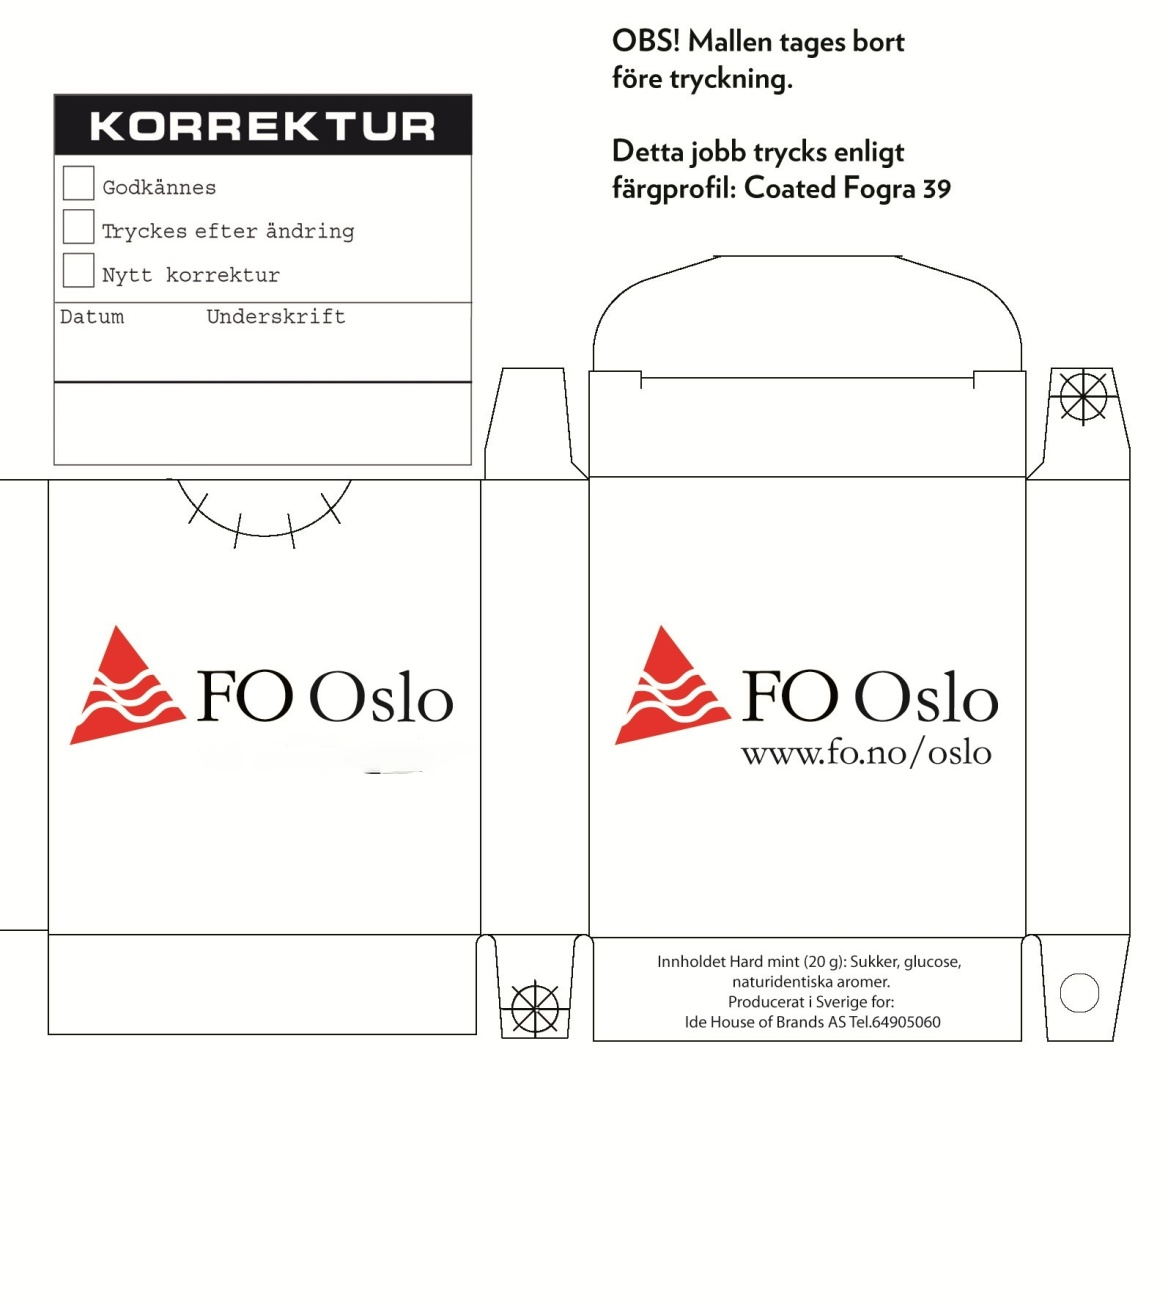 OBS! Mallen tages bort
före tryckning.
Detta jobb trycks enligt
färgprofil: Coated Fogra 39
KORREKTUR
Godkännes
Tryckes efter ändring
Nytt korrektur
Datum Underskrift
FO Oslo
FO Oslo
www.fo.no/oslo
Innholdet Hard mint (20 g): Sukker, glucose,
naturidentiska aromer.
Producerat i Sverige for:
Ide House of Brands AS Tel.64905060